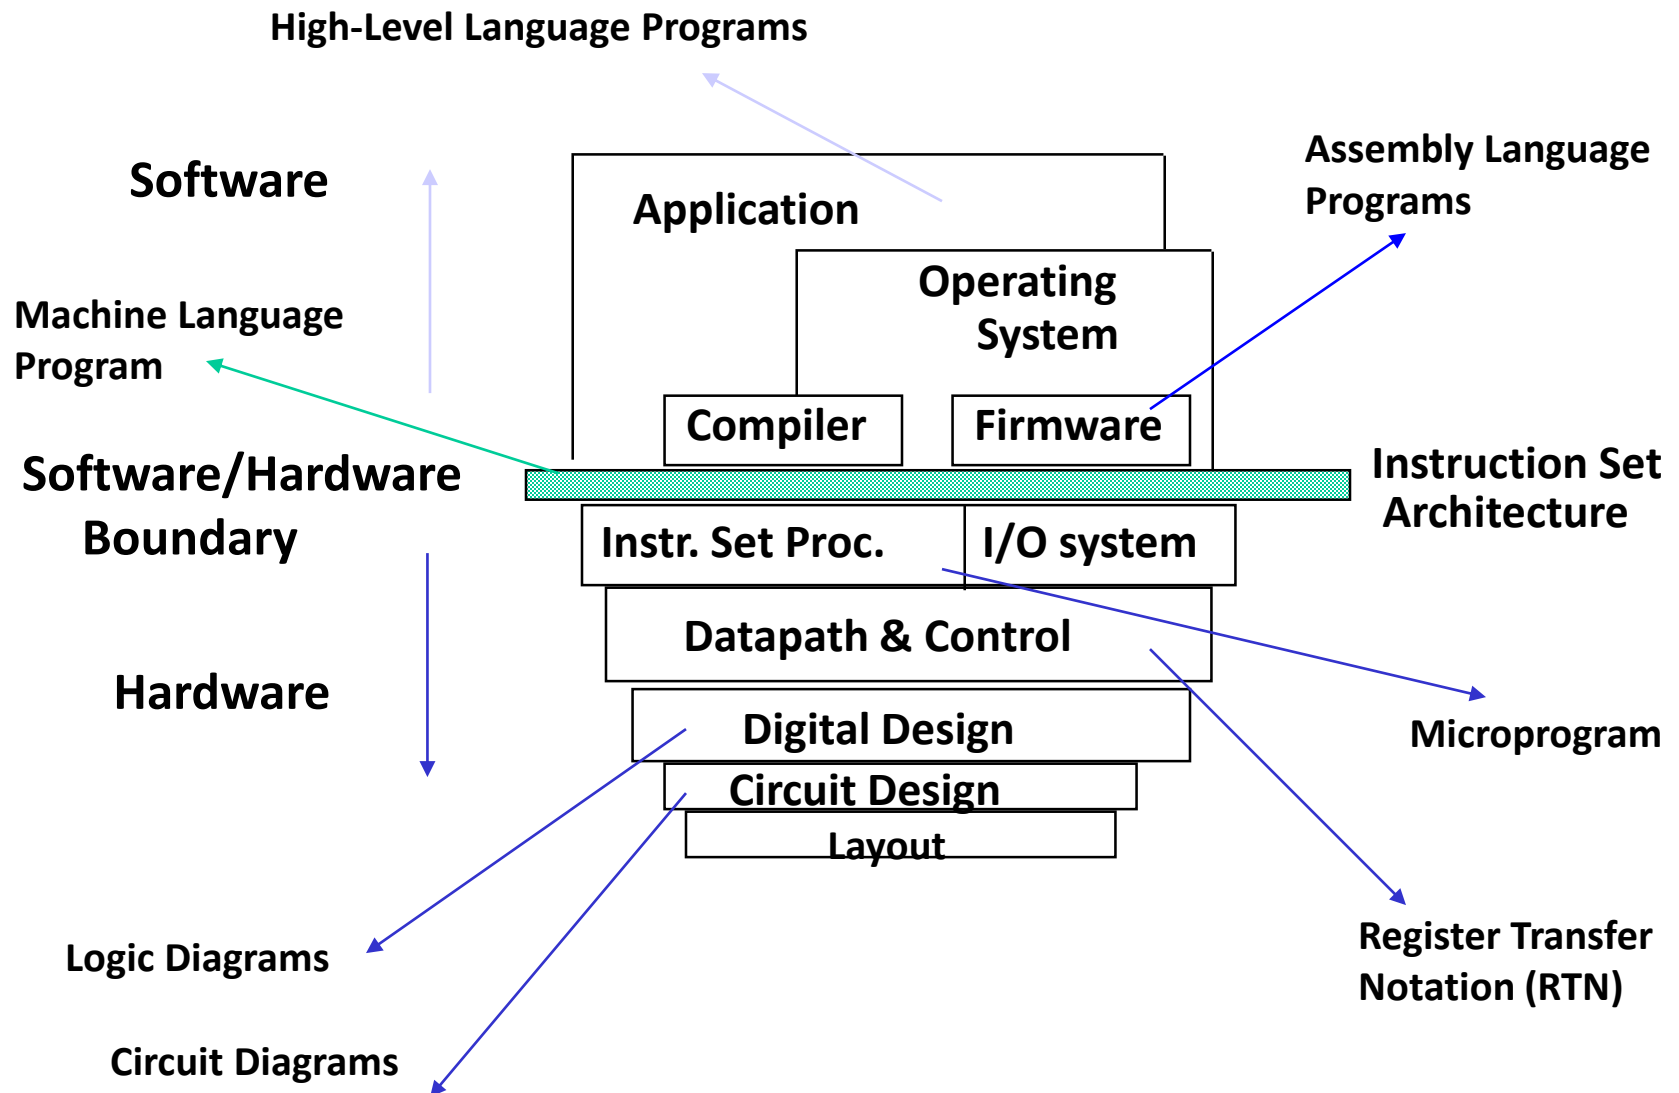 High-Level Language Programs
Assembly Language
Programs
Software
Application
Operating
System
Machine Language
Program
Compiler
Firmware
Software/Hardware
Boundary
Instruction Set
Architecture
Instr. Set Proc.
I/O system
Datapath & Control
Hardware
Digital Design
Microprogram
Circuit Design
Layout
Logic Diagrams
Register Transfer
Notation (RTN)
Circuit Diagrams